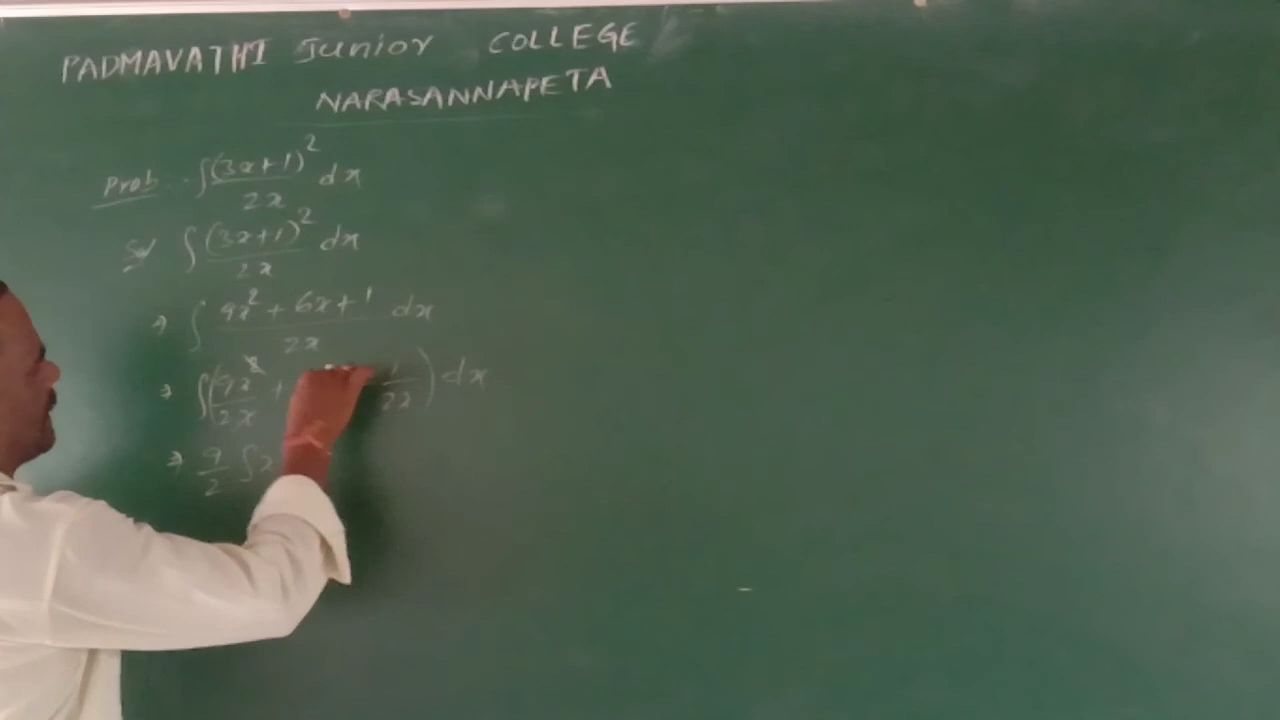 PADMAVATHI Junior COLLEGE
NARASANNAPETA
Prob. ∫(3x+1)²/2x dx
Sol ∫(3x+1)²/2x dx
⇒ ∫ 9x²+6x+1/2x dx
⇒ ∫(9x²/2x + 1/2x) dx
⇒ 9/2 ∫x